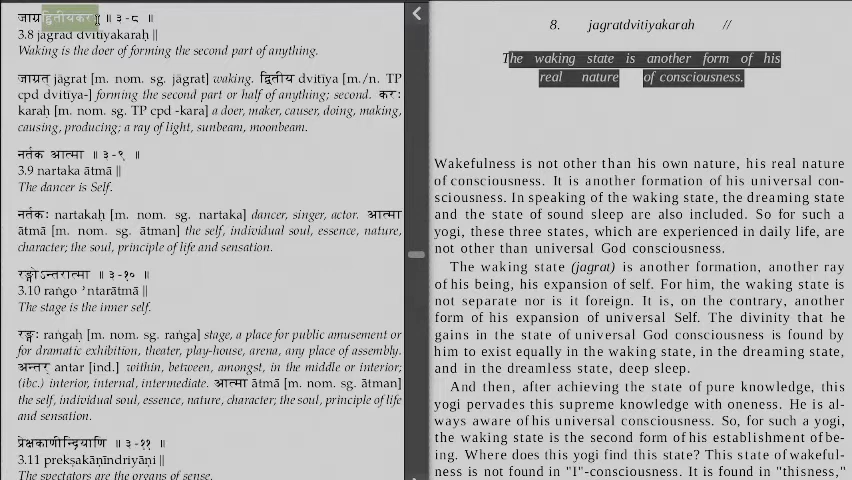 जाग्रद्द्वितीयकरः ॥ ३-८ ॥
3.8 jāgrad dvitīyakaraḥ ||
Waking is the doer of forming the second part of anything.
जाग्रत् jāgrat [m. nom. sg. jāgrat] waking. द्वितीय dvitīya [m./n. TP
cpd dvitīya-] forming the second part or half of anything; second. करः
karaḥ [m. nom. sg. TP cpd -kara] a doer, maker, causer, doing, making,
causing, producing; a ray of light, sunbeam, moonbeam.
नर्तक आत्मा ॥ ३-९ ॥
3.9 nartaka ātmā ||
The dancer is Self.
नर्तकः nartakaḥ [m. nom. sg. nartaka] dancer, singer, actor. आत्मा
ātmā [m. nom. sg. ātman] the self, individual soul, essence, nature,
character; the soul, principle of life and sensation.
रङ्गोऽन्तरात्मा ॥ ३-१० ॥
3.10 raṅgo 'ntarātmā ||
The stage is the inner self.
रङ्गः raṅgaḥ [m. nom. sg. raṅga] stage, a place for public amusement or
for dramatic exhibition, theater, play-house, arena, any place of assembly.
अन्तर् antar [ind.] within, between, amongst, in the middle or interior;
(ibc.) interior, internal, intermediate. आत्मा ātmā [m. nom. sg. ātman]
the self, individual soul, essence, nature, character; the soul, principle of life
and sensation.
प्रेक्षकाणीन्द्रियाणि ॥ ३-११ ॥
3.11 prekṣakāṇīndriyāṇi ||
The spectators are the organs of sense.
8. jagratdvitiyakarah //
The waking state is another form of his
real nature of consciousness.
Wakefulness is not other than his own nature, his real nature
of consciousness. It is another formation of his universal con-
sciousness. In speaking of the waking state, the dreaming state
and the state of sound sleep are also included. So for such a
yogi, these three states, which are experienced in daily life, are
not other than universal God consciousness.
The waking state (jagrat) is another formation, another ray
of his being, his expansion of self. For him, the waking state is
not separate nor is it foreign. It is, on the contrary, another
form of his expansion of universal Self. The divinity that he
gains in the state of universal God consciousness is found by
him to exist equally in the waking state, in the dreaming state,
and in the dreamless state, deep sleep.
And then, after achieving the state of pure knowledge, this
yogi pervades this supreme knowledge with oneness. He is al-
ways aware of his universal consciousness. So, for such a yogi,
the waking state is the second form of his establishment of be-
ing. Where does this yogi find this state? This state of wakeful-
ness is not found in "I"-consciousness. It is found in "thisness,"